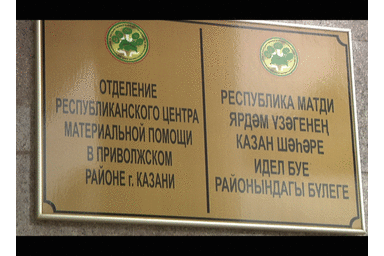 ОТДЕЛЕНИЕ
РЕСПУБЛИКАНСКОГО ЦЕНТРА
МАТЕРИАЛЬНОЙ ПОМОЩИ
В ПРИВОЛЖСКОМ
РАЙОНЕ г. КАЗАНИ
РЕСПУБЛИКА МАТДИ
ЯРДӘМ ҮЗӘГЕНЕҢ
КАЗАН ШӘҺӘРЕ
ИДЕЛ БУЕ
РАЙОНЫНДАГЫ БҮЛЕГЕ